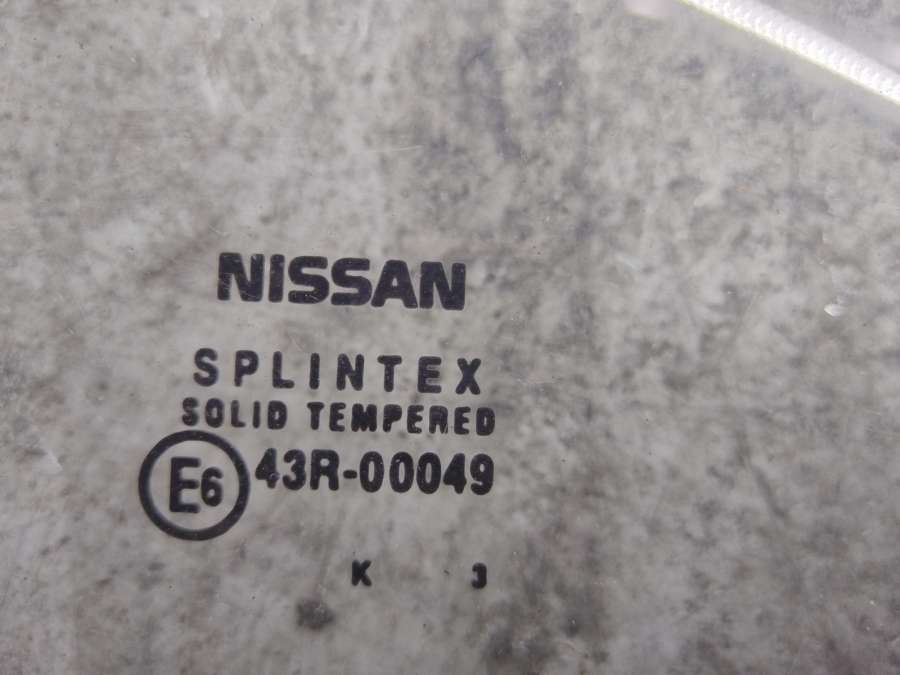 NISSAN
SPLINTEX
SOLID TEMPERED
E6 43R-00049
K 3